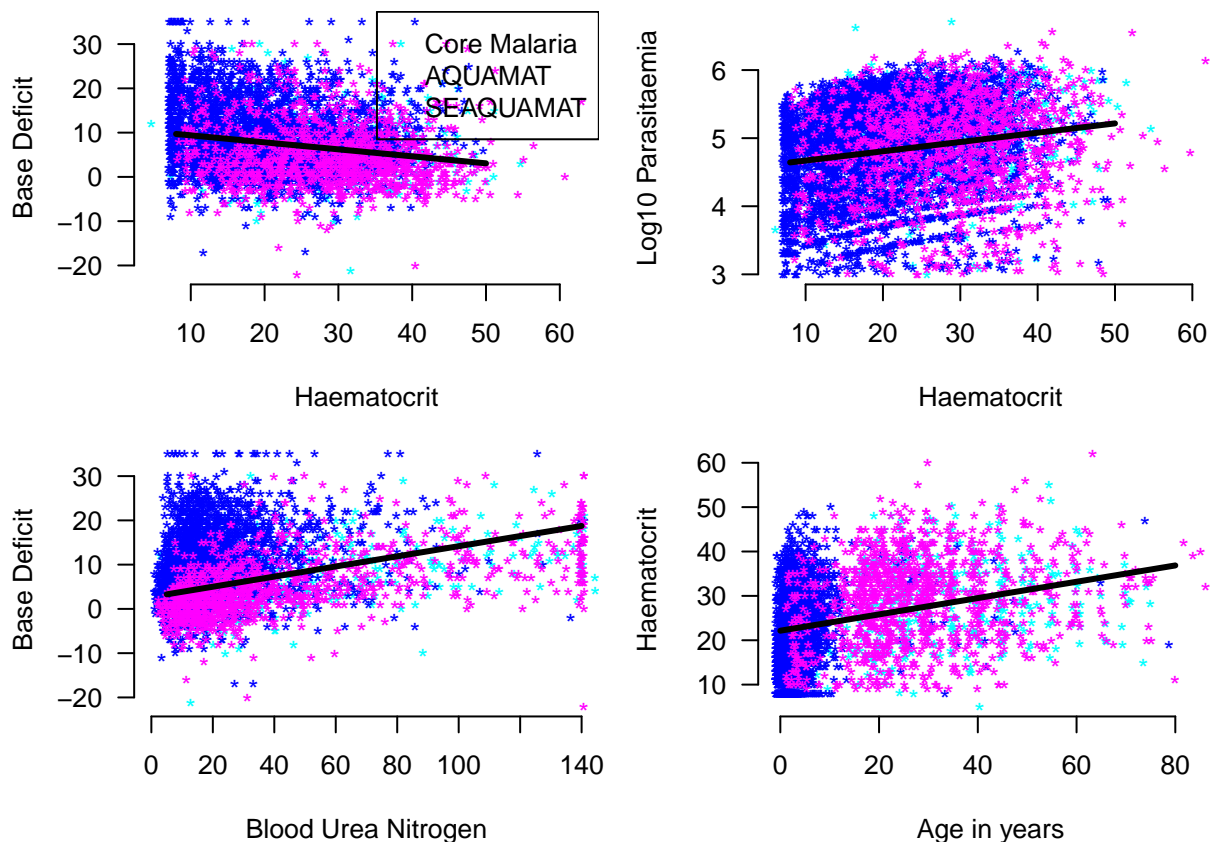 Core Malaria
AQUAMAT
SEAQUAMAT
Base Deficit
30
20
10
0
−10
−20
10 20 30 40 50 60
Haematocrit
Log10 Parasitaemia
6
5
4
3
10 20 30 40 50 60
Haematocrit
Base Deficit
30
20
10
0
−10
−20
0 20 40 60 80 100 140
Blood Urea Nitrogen
Haematocrit
60
50
40
30
20
10
0 20 40 60 80
Age in years